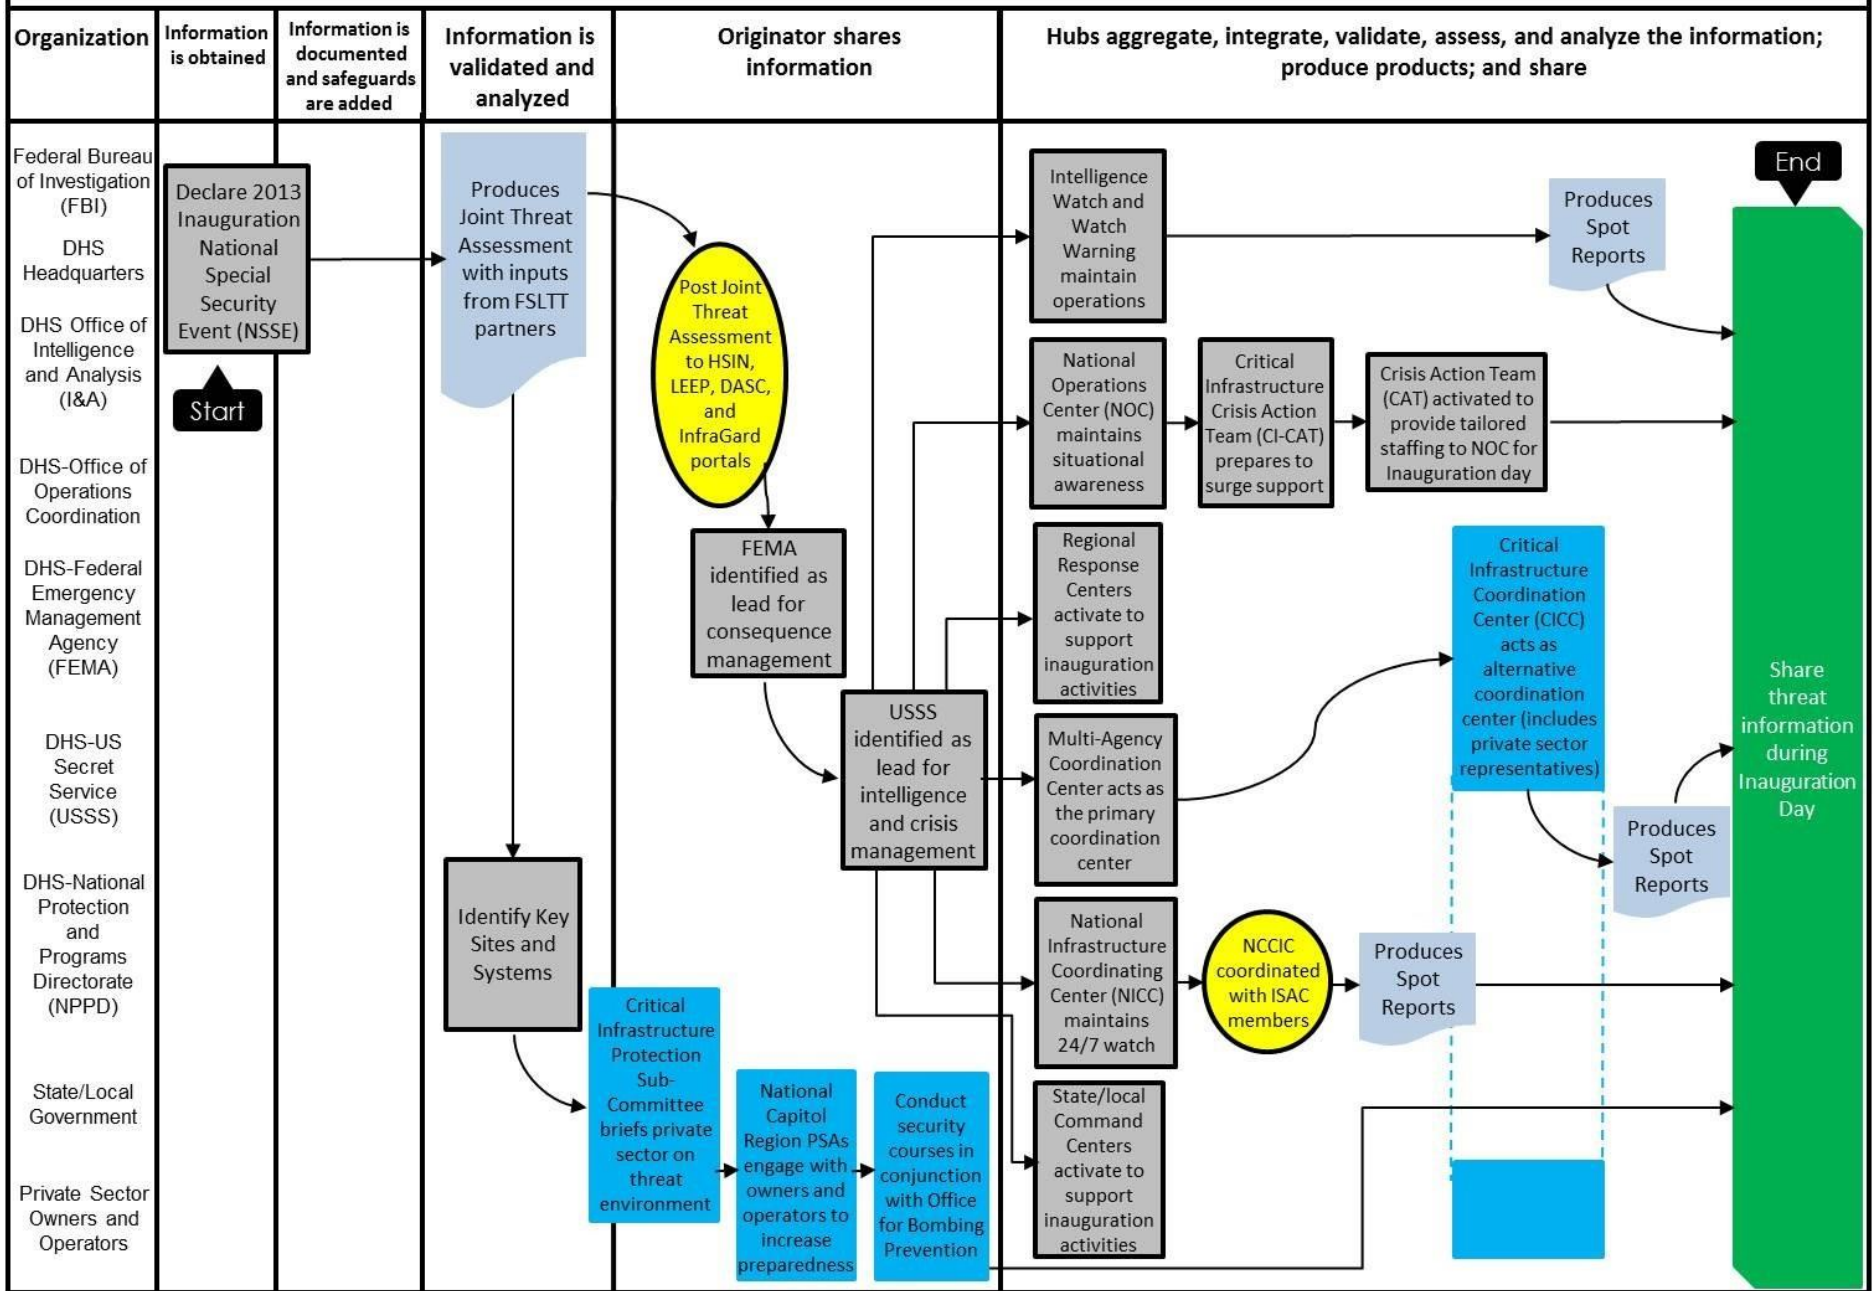 Organization
Information
is obtained
Information is
documented
and safeguards
are added
Information is
validated and
analyzed
Originator shares
information
Hubs aggregate, integrate, validate, assess, and analyze the information;
produce products; and share
Federal Bureau
of Investigation
(FBI)
DHS
Headquarters
DHS Office of
Intelligence
and Analysis
(I&A)
DHS-Office of
Operations
Coordination
DHS-Federal
Emergency
Management
Agency
(FEMA)
DHS-US
Secret
Service
(USSS)
DHS-National
Protection
and
Programs
Directorate
(NPPD)
State/Local
Government
Private Sector
Owners and
Operators
Declare 2013
Inauguration
National
Special
Security
Event (NSSE)
Start
Produces
Joint Threat
Assessment
with inputs
from FSLTT
partners
Identify Key
Sites and
Systems
Post Joint
Threat
Assessment
to HSIN,
LEEP, DASC,
and
InfraGard
portals
FEMA
identified as
lead for
consequence
management
USSS
identified as
lead for
intelligence
and crisis
management
Critical
Infrastructure
Protection
Sub-
Committee
briefs private
sector on
threat
environment
National
Capitol
Region PSAs
engage with
owners and
operators to
increase
preparedness
Conduct
security
courses in
conjunction
with Office
for Bombing
Prevention
Intelligence
Watch and
Watch
Warning
maintain
operations
Produces
Spot
Reports
National
Operations
Center (NOC)
maintains
situational
awareness
Critical
Infrastructure
Crisis Action
Team (CI-CAT)
prepares to
surge support
Crisis Action Team
(CAT) activated to
provide tailored
staffing to NOC for
Inauguration day
Regional
Response
Centers
activate to
support
inauguration
activities
Multi-Agency
Coordination
Center acts as
the primary
coordination
center
Critical
Infrastructure
Coordination
Center (CICC)
acts as
alternative
coordination
center (includes
private sector
representatives)
Produces
Spot
Reports
National
Infrastructure
Coordinating
Center (NICC)
maintains
24/7 watch
NCCIC
coordinated
with ISAC
members
Produces
Spot
Reports
State/local
Command
Centers
activate to
support
inauguration
activities
End
Share
threat
information
during
Inauguration
Day